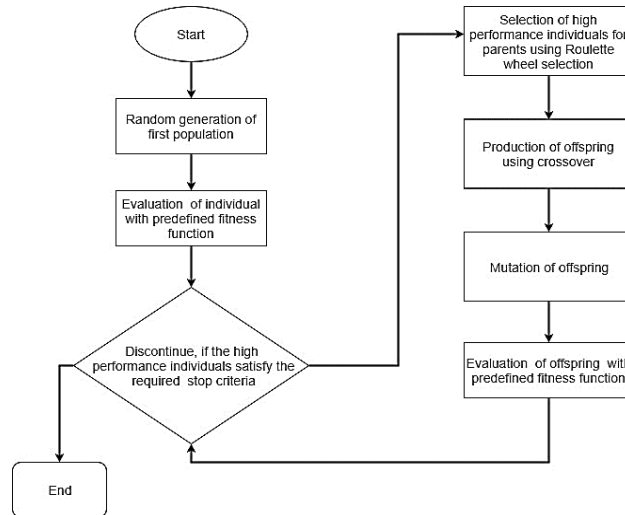 Start
Random generation of
first population
Evaluation of individual
with predefined fitness
function
Discontinue, if the high
performance individuals satisfy the
required stop criteria
End
Selection of high
performance individuals for
parents using Roulette
wheel selection
Production of offspring
using crossover
Mutation of offspring
Evaluation of offspring with
predefined fitness function